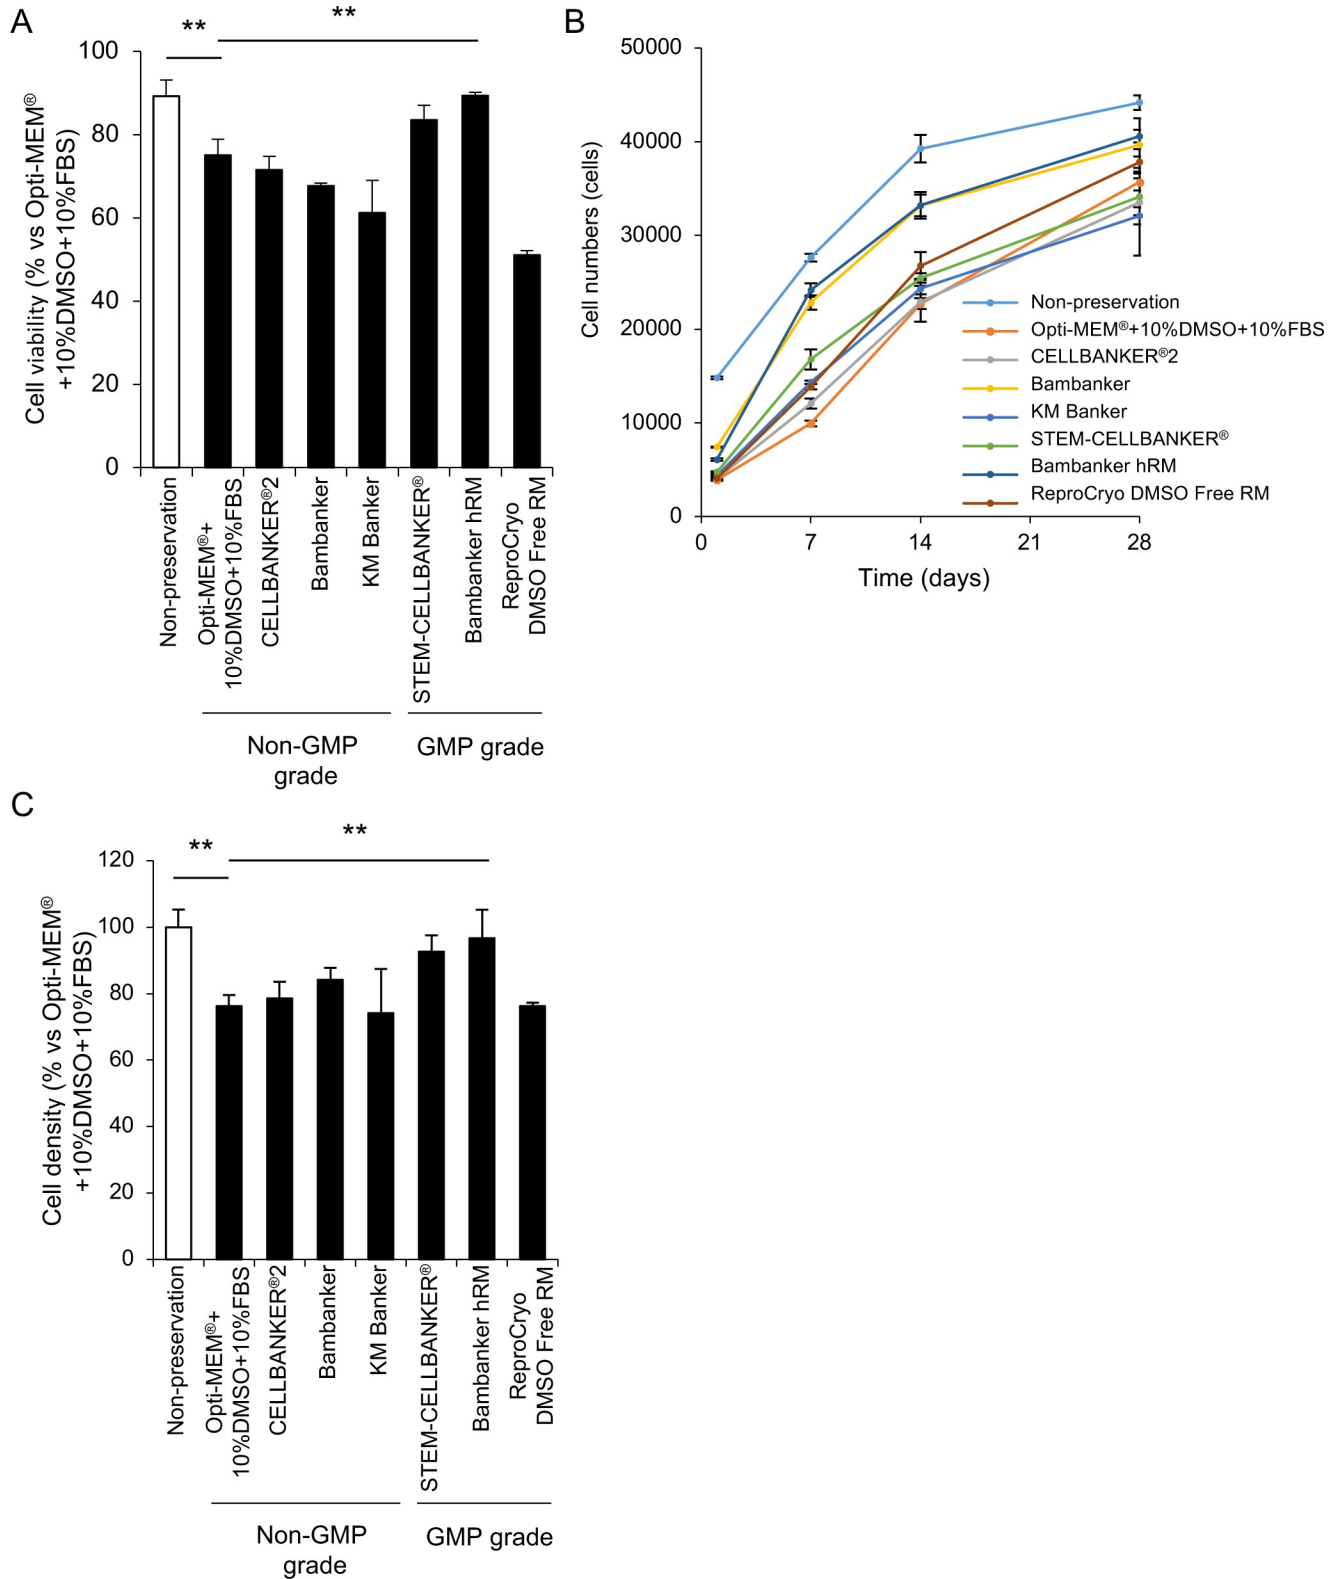 A
**
**
100
80
60
40
20
0
Cell viability (% vs Opti-MEM®
+10%DMSO+10%FBS)
Non-preservation
Opti-MEM®+
10%DMSO+10%FBS
CELLBANKER®2
Bambanker
KM Banker
STEM-CELLBANKER®
Bambanker hRM
ReproCryo
DMSO Free RM
Non-GMP
grade
GMP grade
B
50000
40000
30000
20000
10000
0
Cell numbers (cells)
0 7 14 21 28
Time (days)
Non-preservation
Opti-MEM®+10%DMSO+10%FBS
CELLBANKER®2
Bambanker
KM Banker
STEM-CELLBANKER®
Bambanker hRM
ReproCryo DMSO Free RM
C
**
**
120
100
80
60
40
20
0
Cell density (% vs Opti-MEM®
+10%DMSO+10%FBS)
Non-preservation
Opti-MEM®+
10%DMSO+10%FBS
CELLBANKER®2
Bambanker
KM Banker
STEM-CELLBANKER®
Bambanker hRM
ReproCryo
DMSO Free RM
Non-GMP
grade
GMP grade